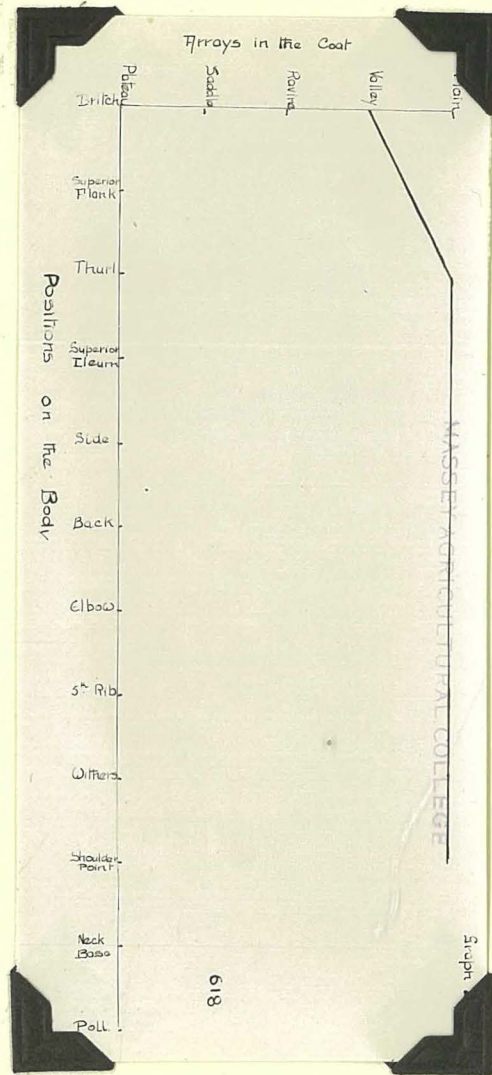 Arrays in the Coat
Plateau
Saddle
Ravine
Valley
Plain
Britch
Superior
Flank
Thurl
Superior
Ileum
Side
Back
Elbow
5th Rib
Withers
Shoulder
Point
Neck
Base
Poll.
Positions on the Body
MASSEY AGRICULTURAL COLLEGE
Graph
618